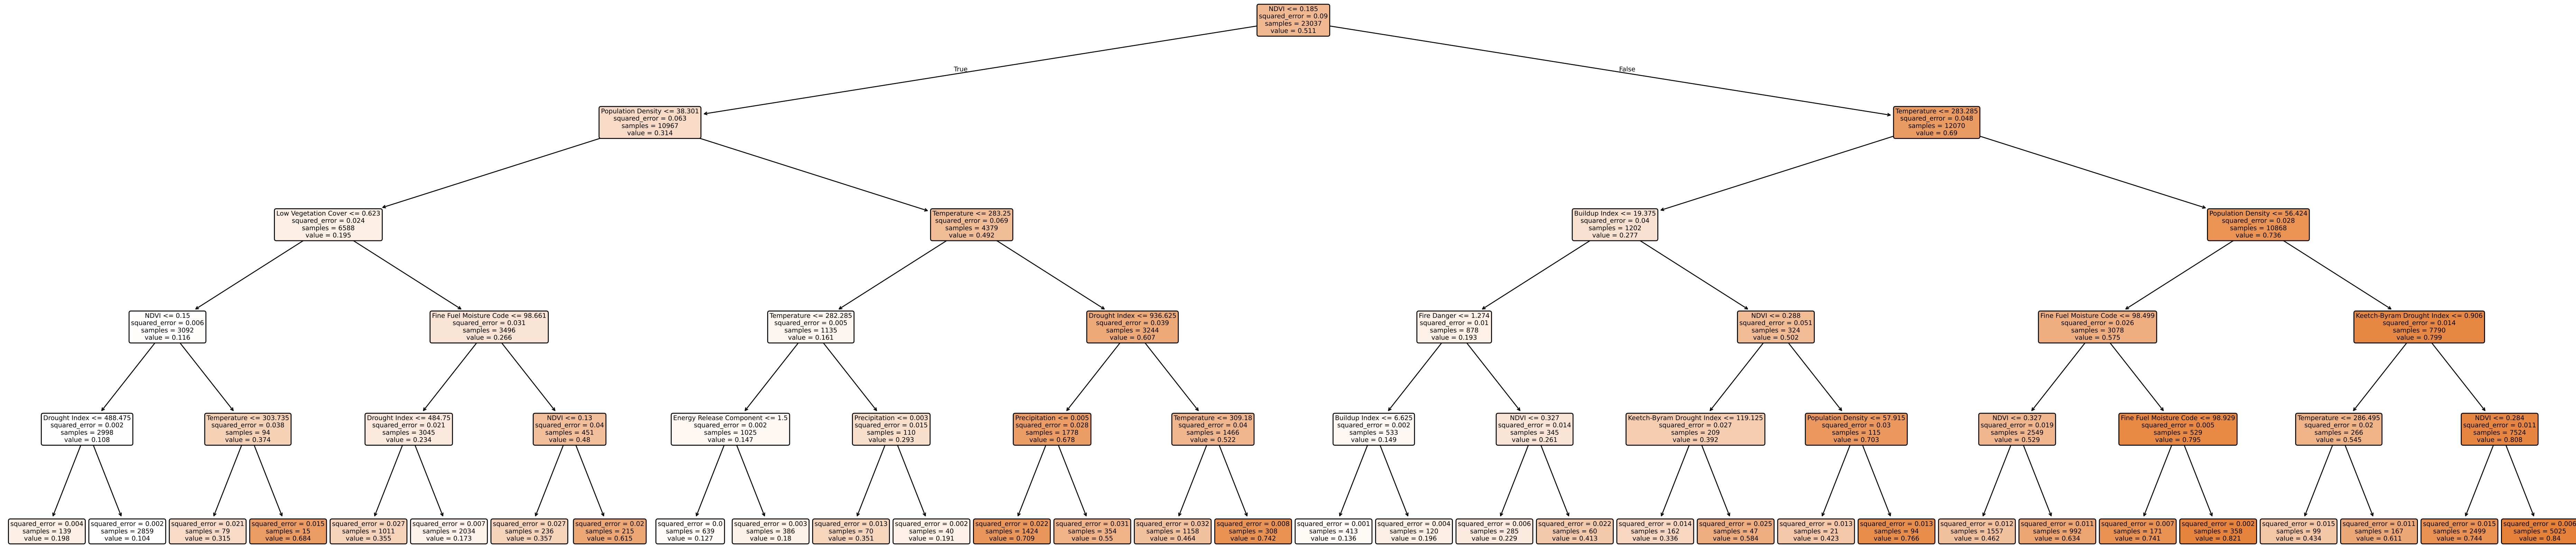 NDVI <= 0.185
squared_error = 0.09
samples = 23037
value = 0.511
True
False
Population Density <= 38.301
squared_error = 0.063
samples = 10967
value = 0.314
Temperature <= 283.285
squared_error = 0.048
samples = 12070
value = 0.69
Low Vegetation Cover <= 0.623
squared_error = 0.024
samples = 6588
value = 0.195
Temperature <= 283.25
squared_error = 0.069
samples = 4379
value = 0.492
Buildup Index <= 19.375
squared_error = 0.04
samples = 1202
value = 0.277
Population Density <= 56.424
squared_error = 0.028
samples = 10868
value = 0.736
NDVI <= 0.15
squared_error = 0.006
samples = 3092
value = 0.116
Fine Fuel Moisture Code <= 98.661
squared_error = 0.031
samples = 3496
value = 0.266
Temperature <= 282.285
squared_error = 0.005
samples = 1135
value = 0.161
Drought Index <= 936.625
squared_error = 0.039
samples = 3244
value = 0.607
Fire Danger <= 1.274
squared_error = 0.01
samples = 878
value = 0.193
NDVI <= 0.288
squared_error = 0.051
samples = 324
value = 0.502
Fine Fuel Moisture Code <= 98.499
squared_error = 0.026
samples = 3078
value = 0.575
Keetch-Byram Drought Index <= 0.906
squared_error = 0.014
samples = 7790
value = 0.799
Drought Index <= 488.475
squared_error = 0.002
samples = 2998
value = 0.108
Temperature <= 303.735
squared_error = 0.038
samples = 94
value = 0.374
Drought Index <= 484.75
squared_error = 0.021
samples = 3045
value = 0.234
NDVI <= 0.13
squared_error = 0.04
samples = 451
value = 0.48
Energy Release Component <= 1.5
squared_error = 0.002
samples = 1025
value = 0.147
Precipitation <= 0.003
squared_error = 0.015
samples = 110
value = 0.293
Precipitation <= 0.005
squared_error = 0.028
samples = 1778
value = 0.678
Temperature <= 309.18
squared_error = 0.04
samples = 1466
value = 0.522
Buildup Index <= 6.625
squared_error = 0.002
samples = 533
value = 0.149
NDVI <= 0.327
squared_error = 0.014
samples = 345
value = 0.261
Keetch-Byram Drought Index <= 119.125
squared_error = 0.027
samples = 209
value = 0.392
Population Density <= 57.915
squared_error = 0.03
samples = 115
value = 0.703
NDVI <= 0.327
squared_error = 0.019
samples = 2549
value = 0.529
Fine Fuel Moisture Code <= 98.929
squared_error = 0.005
samples = 529
value = 0.795
Temperature <= 286.495
squared_error = 0.02
samples = 266
value = 0.545
NDVI <= 0.284
squared_error = 0.011
samples = 7524
value = 0.808
squared_error = 0.004
samples = 139
value = 0.198
squared_error = 0.002
samples = 2859
value = 0.104
squared_error = 0.021
samples = 79
value = 0.315
squared_error = 0.015
samples = 15
value = 0.684
squared_error = 0.027
samples = 1011
value = 0.355
squared_error = 0.007
samples = 2034
value = 0.173
squared_error = 0.027
samples = 236
value = 0.357
squared_error = 0.02
samples = 215
value = 0.615
squared_error = 0.0
samples = 639
value = 0.127
squared_error = 0.003
samples = 386
value = 0.18
squared_error = 0.013
samples = 70
value = 0.351
squared_error = 0.002
samples = 40
value = 0.191
squared_error = 0.022
samples = 1424
value = 0.709
squared_error = 0.031
samples = 354
value = 0.55
squared_error = 0.032
samples = 1158
value = 0.464
squared_error = 0.008
samples = 308
value = 0.742
squared_error = 0.001
samples = 413
value = 0.136
squared_error = 0.004
samples = 120
value = 0.196
squared_error = 0.006
samples = 285
value = 0.229
squared_error = 0.022
samples = 60
value = 0.413
squared_error = 0.014
samples = 162
value = 0.336
squared_error = 0.025
samples = 47
value = 0.584
squared_error = 0.013
samples = 21
value = 0.423
squared_error = 0.013
samples = 94
value = 0.766
squared_error = 0.012
samples = 1557
value = 0.462
squared_error = 0.011
samples = 992
value = 0.634
squared_error = 0.007
samples = 171
value = 0.741
squared_error = 0.002
samples = 358
value = 0.821
squared_error = 0.015
samples = 99
value = 0.434
squared_error = 0.011
samples = 167
value = 0.611
squared_error = 0.015
samples = 2499
value = 0.744
squared_error = 0.006
samples = 5025
value = 0.84